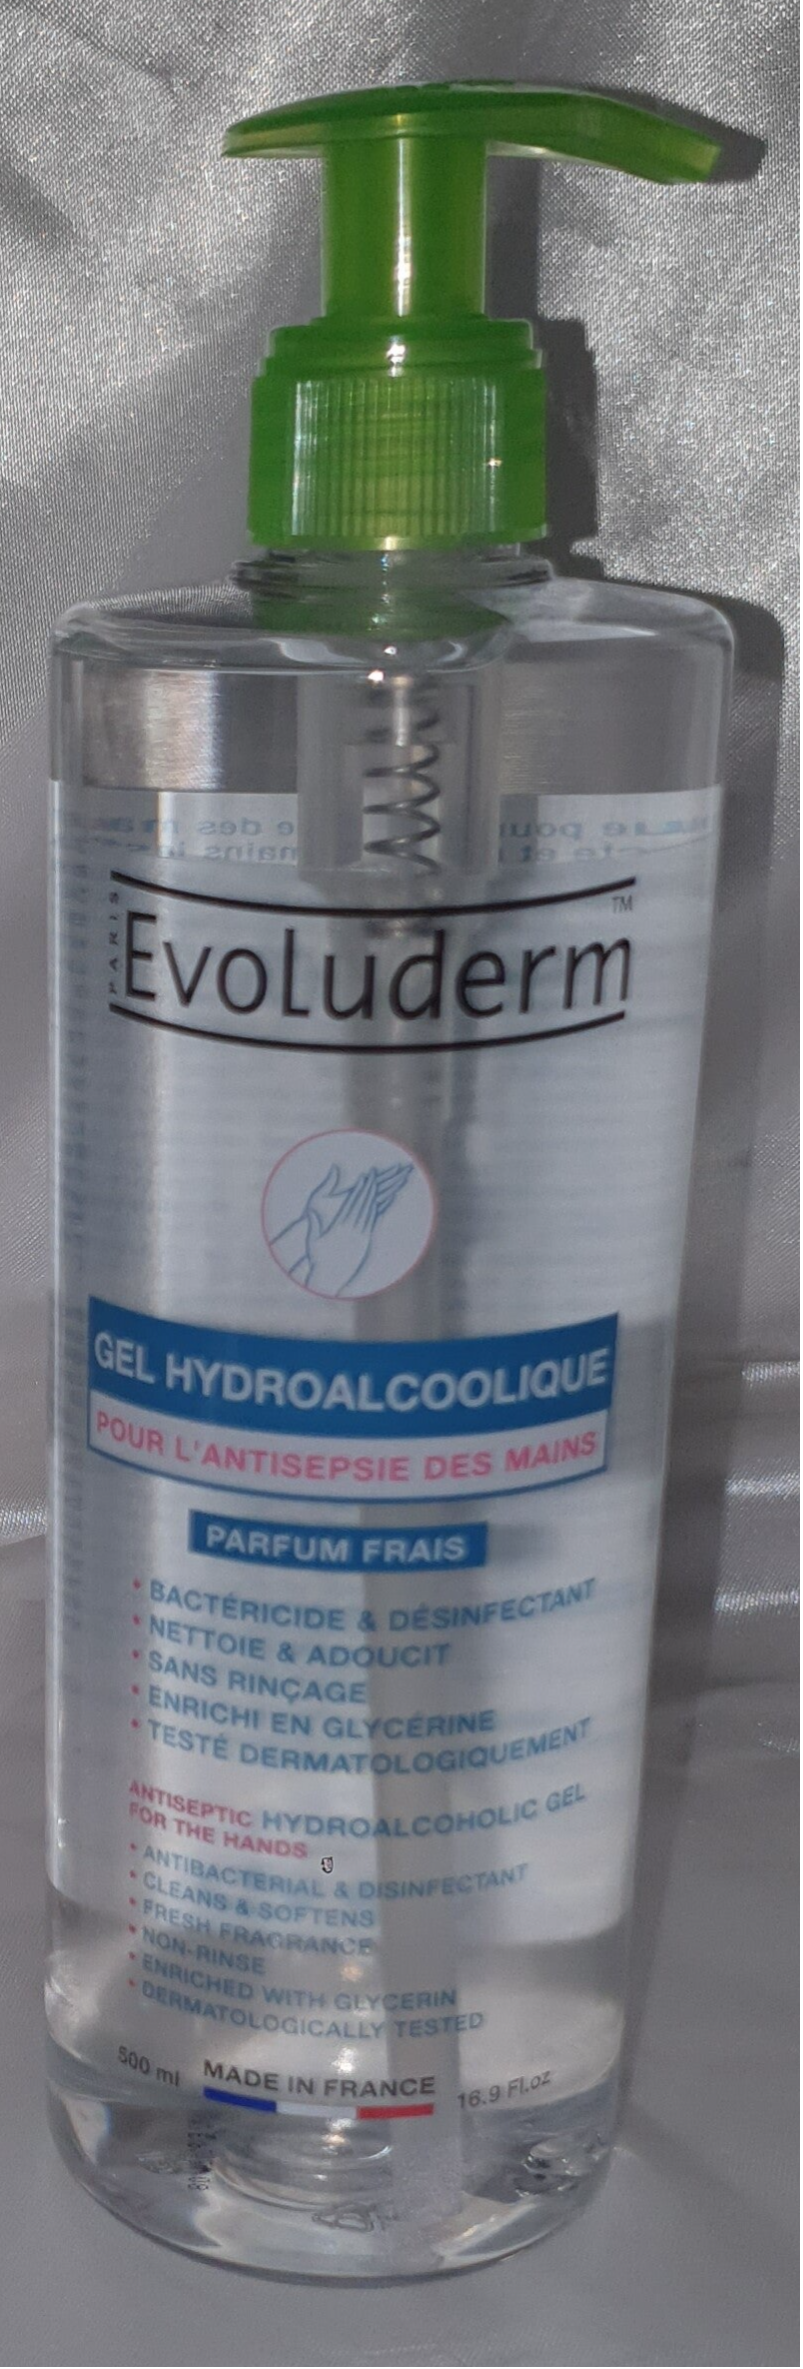 PARIS
Evoluderm™
GEL HYDROALCOOLIQUE
POUR L'ANTISEPSIE DES MAINS
PARFUM FRAIS
• BACTÉRICIDE & DÉSINFECTANT
• NETTOIE & ADOUCIT
• SANS RINÇAGE
• ENRICHI EN GLYCÉRINE
• TESTÉ DERMATOLOGIQUEMENT
ANTISEPTIC HYDROALCOHOLIC GEL
FOR THE HANDS
• ANTIBACTERIAL & DISINFECTANT
• CLEANS & SOFTENS
• FRESH FRAGRANCE
• NON-RINSE
• ENRICHED WITH GLYCERIN
• DERMATOLOGICALLY TESTED
500 ml MADE IN FRANCE 16.9 Fl.oz